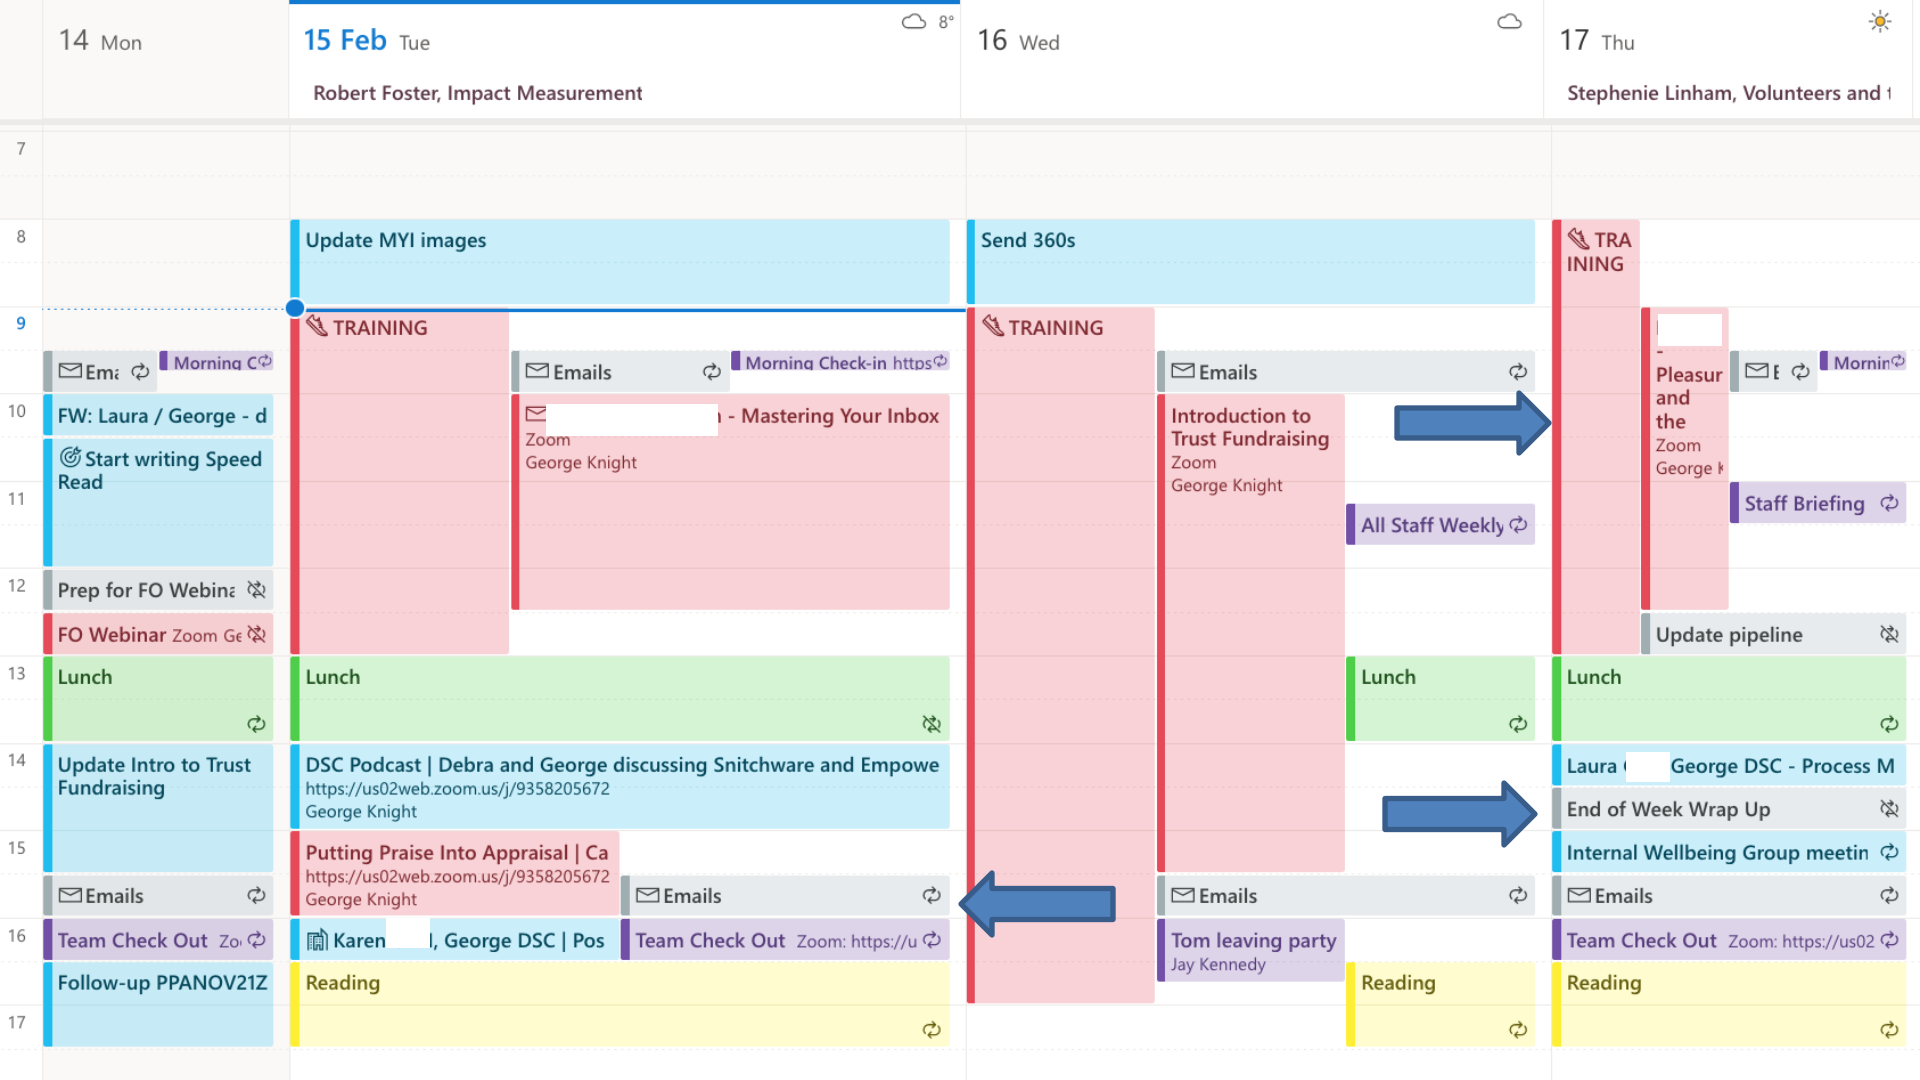 14 Mon
15 Feb Tue
8°
16 Wed
17 Thu
Robert Foster, Impact Measurement
Stephenie Linham, Volunteers and
7
8
9
10
11
12
13
14
15
16
17
Ema
Morning C
FW: Laura / George - d
Start writing Speed
Read
Prep for FO Webina
FO Webinar Zoom Ge
Lunch
Update Intro to Trust
Fundraising
Emails
Team Check Out Zo
Follow-up PPANOV21Z
Update MYI images
TRAINING
Emails
Morning Check-in https
- Mastering Your Inbox
Zoom
George Knight
Lunch
DSC Podcast | Debra and George discussing Snitchware and Empowe
https://us02web.zoom.us/j/9358205672
George Knight
Putting Praise Into Appraisal | Ca
https://us02web.zoom.us/j/9358205672
George Knight
Emails
Karen , George DSC | Pos
Team Check Out Zoom: https://u
Reading
Send 360s
TRAINING
Emails
Introduction to
Trust Fundraising
Zoom
George Knight
All Staff Weekly
Lunch
Emails
Tom leaving party
Jay Kennedy
Reading
TRA
INING
-
Pleasur
and
the
Zoom
George K
E
Mornin
Staff Briefing
Update pipeline
Lunch
Laura George DSC - Process M
End of Week Wrap Up
Internal Wellbeing Group meetin
Emails
Team Check Out Zoom: https://us02
Reading